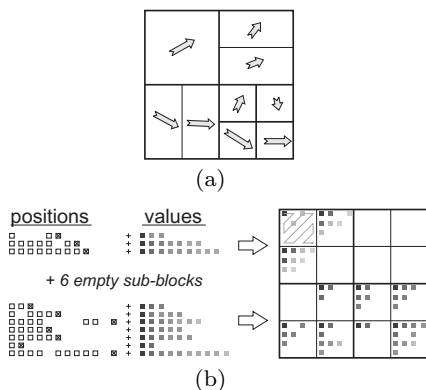 (a)
positions values
+ 6 empty sub-blocks
(b)